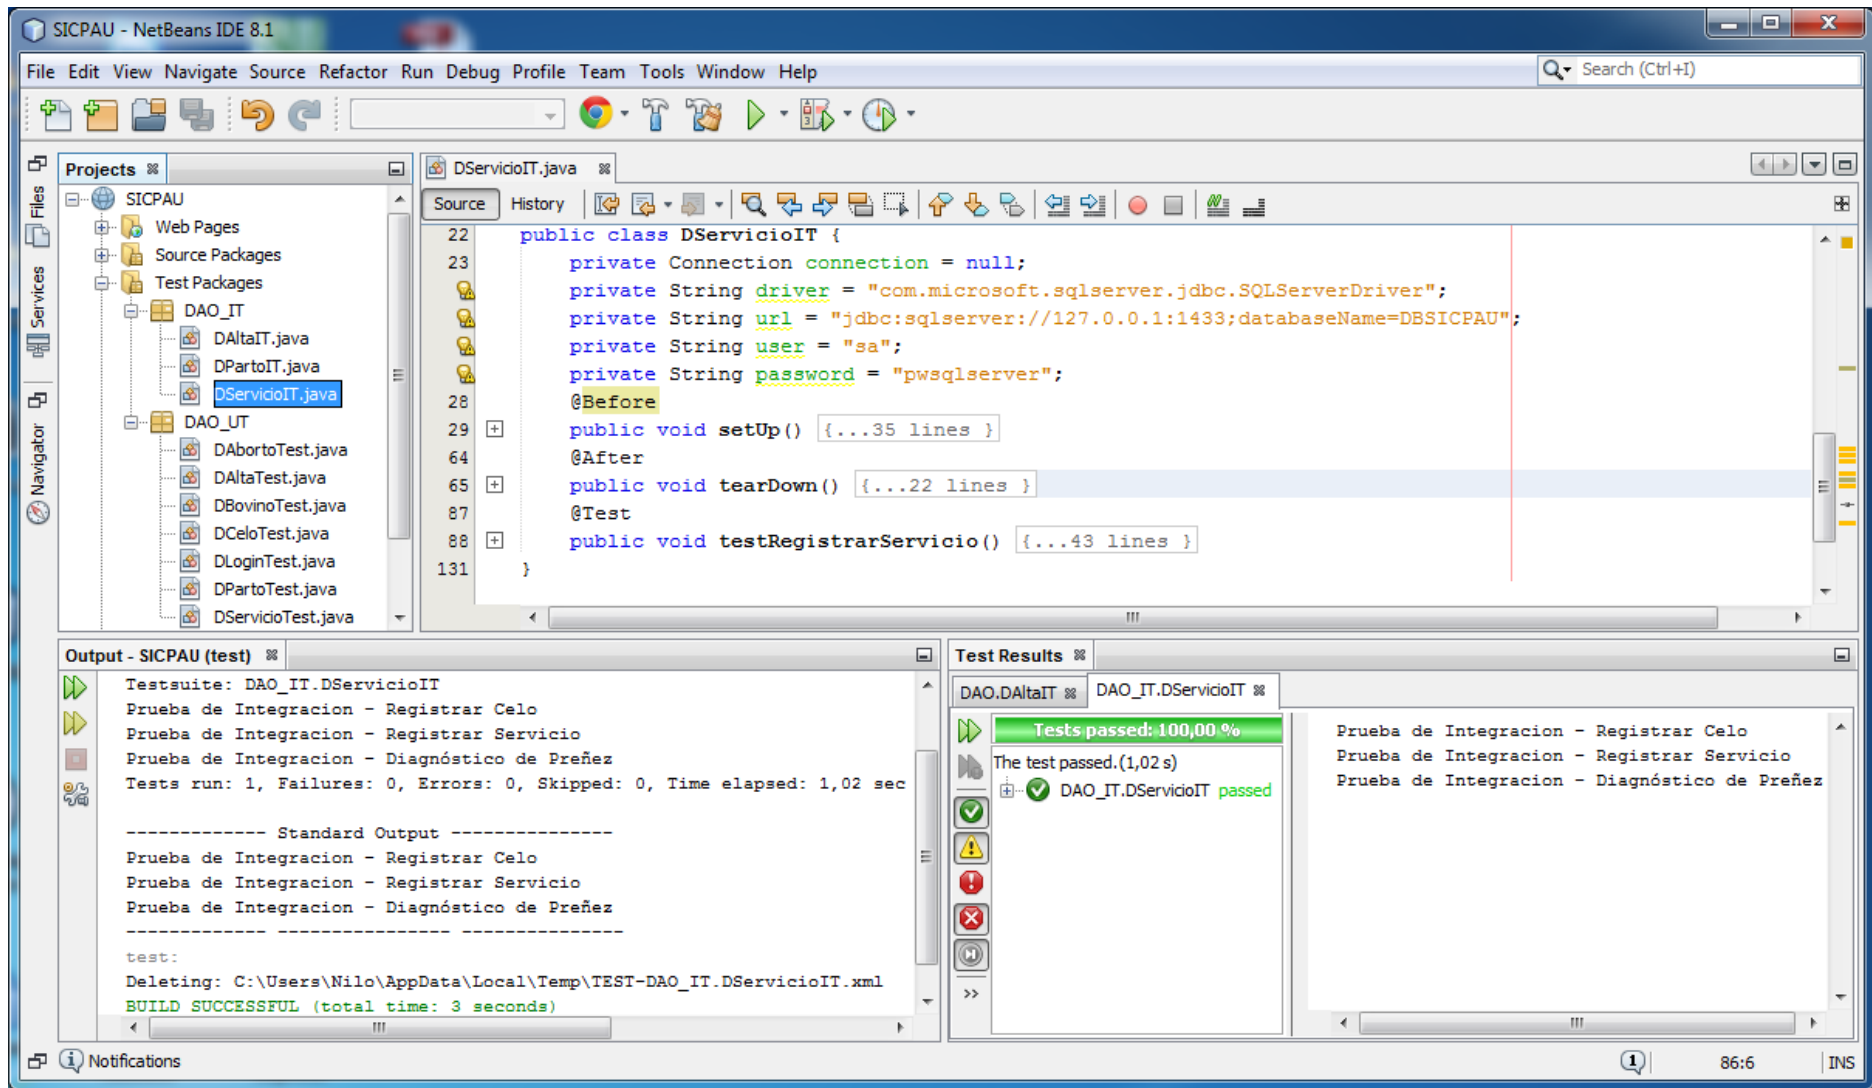 SICPAU - NetBeans IDE 8.1
File Edit View Navigate Source Refactor Run Debug Profile Team Tools Window Help
Search (Ctrl+I)
Files
Services
Navigator
Projects
SICPAU
Web Pages
Source Packages
Test Packages
DAO_IT
DAltaIT.java
DPartoIT.java
DServicioIT.java
DAO_UT
DAbortoTest.java
DAltaTest.java
DBovinoTest.java
DCeloTest.java
DLoginTest.java
DPartoTest.java
DServicioTest.java
DServicioIT.java
Source History
22 public class DServicioIT {
23 private Connection connection = null;
private String driver = "com.microsoft.sqlserver.jdbc.SQLServerDriver";
private String url = "jdbc:sqlserver://127.0.0.1:1433;databaseName=DBSICPAU";
private String user = "sa";
private String password = "pwsqlserver";
28 @Before
29 public void setUp() {...35 lines }
64 @After
65 public void tearDown() {...22 lines }
87 @Test
88 public void testRegistrarServicio() {...43 lines }
131 }
Output - SICPAU (test)
Testsuite: DAO_IT.DServicioIT
Prueba de Integracion - Registrar Celo
Prueba de Integracion - Registrar Servicio
Prueba de Integracion - Diagnóstico de Preñez
Tests run: 1, Failures: 0, Errors: 0, Skipped: 0, Time elapsed: 1,02 sec
------------- Standard Output ---------------
Prueba de Integracion - Registrar Celo
Prueba de Integracion - Registrar Servicio
Prueba de Integracion - Diagnóstico de Preñez
------------- ---------------- ---------------
test:
Deleting: C:\Users\Nilo\AppData\Local\Temp\TEST-DAO_IT.DServicioIT.xml
BUILD SUCCESSFUL (total time: 3 seconds)
Test Results
DAO.DAltaIT DAO_IT.DServicioIT
Tests passed: 100,00 %
The test passed.(1,02 s)
DAO_IT.DServicioIT passed
>>
Prueba de Integracion - Registrar Celo
Prueba de Integracion - Registrar Servicio
Prueba de Integracion - Diagnóstico de Preñez
Notifications
1
86:6
INS